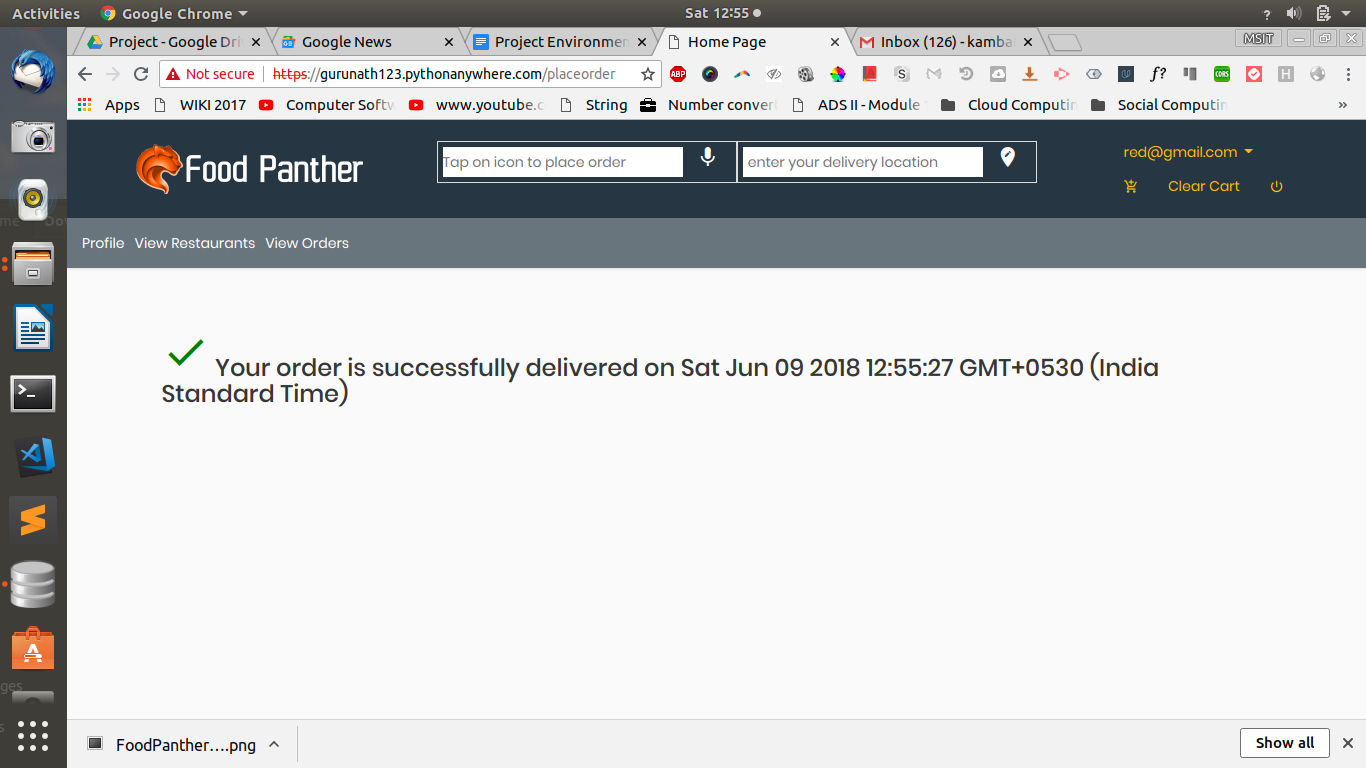 Activities Google Chrome Sat 12:55
Project - Google Dri Google News Project Environmen Home Page Inbox (126) - kamba MSIT
Not secure https://gurunath123.pythonanywhere.com/placeorder ABP f? CORS H
Apps WIKI 2017 Computer Softw www.youtube.c String Number conver ADS II - Module Cloud Computin Social Computin »
Food Panther
Tap on icon to place order
enter your delivery location
red@gmail.com
Clear Cart
Profile View Restaurants View Orders
Your order is successfully delivered on Sat Jun 09 2018 12:55:27 GMT+0530 (India
Standard Time)
FoodPanther....png Show all